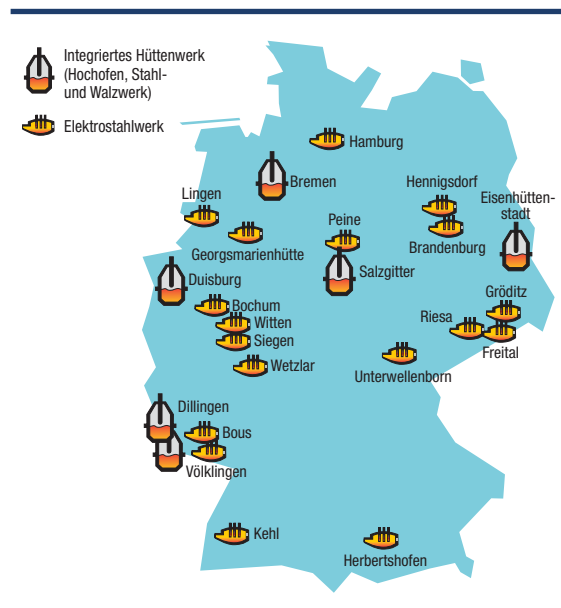 Integriertes Hüttenwerk
(Hochofen, Stahl-
und Walzwerk)
Elektrostahlwerk
Hamburg
Bremen
Hennigsdorf
Lingen
Eisenhütten-
stadt
Peine
Brandenburg
Georgsmarienhütte
Salzgitter
Duisburg
Gröditz
Bochum
Witten
Riesa
Siegen
Freital
Wetzlar
Unterwellenborn
Dillingen
Bous
Völklingen
Kehl
Herbertshofen